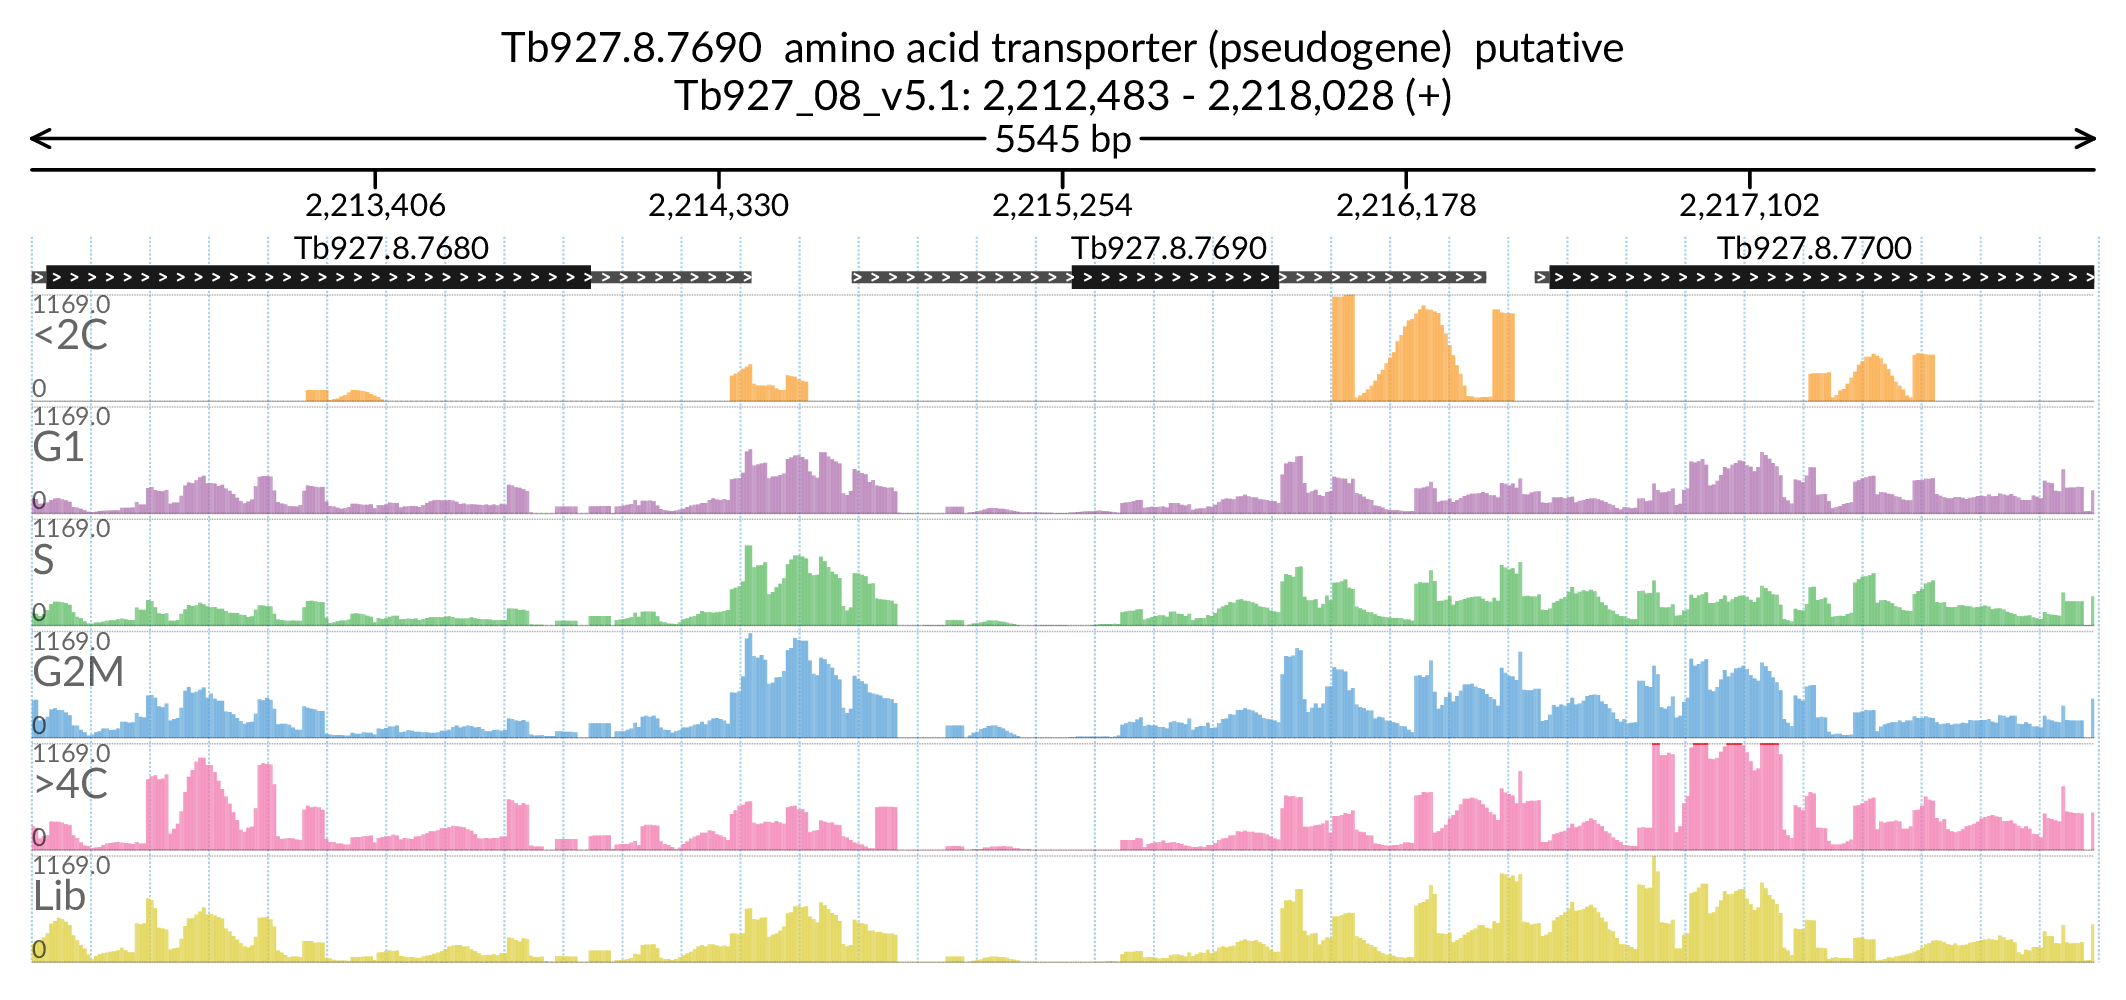 Tb927.8.7690  amino acid transporter (pseudogene)  putative
Tb927_08_v5.1: 2,212,483 - 2,218,028 (+)
5545 bp
2,213,406 2,214,330 2,215,254 2,216,178 2,217,102
Tb927.8.7680 Tb927.8.7690 Tb927.8.7700
1169.0
<2C
0
1169.0
G1
0
1169.0
S
0
1169.0
G2M
0
1169.0
>4C
0
1169.0
Lib
0